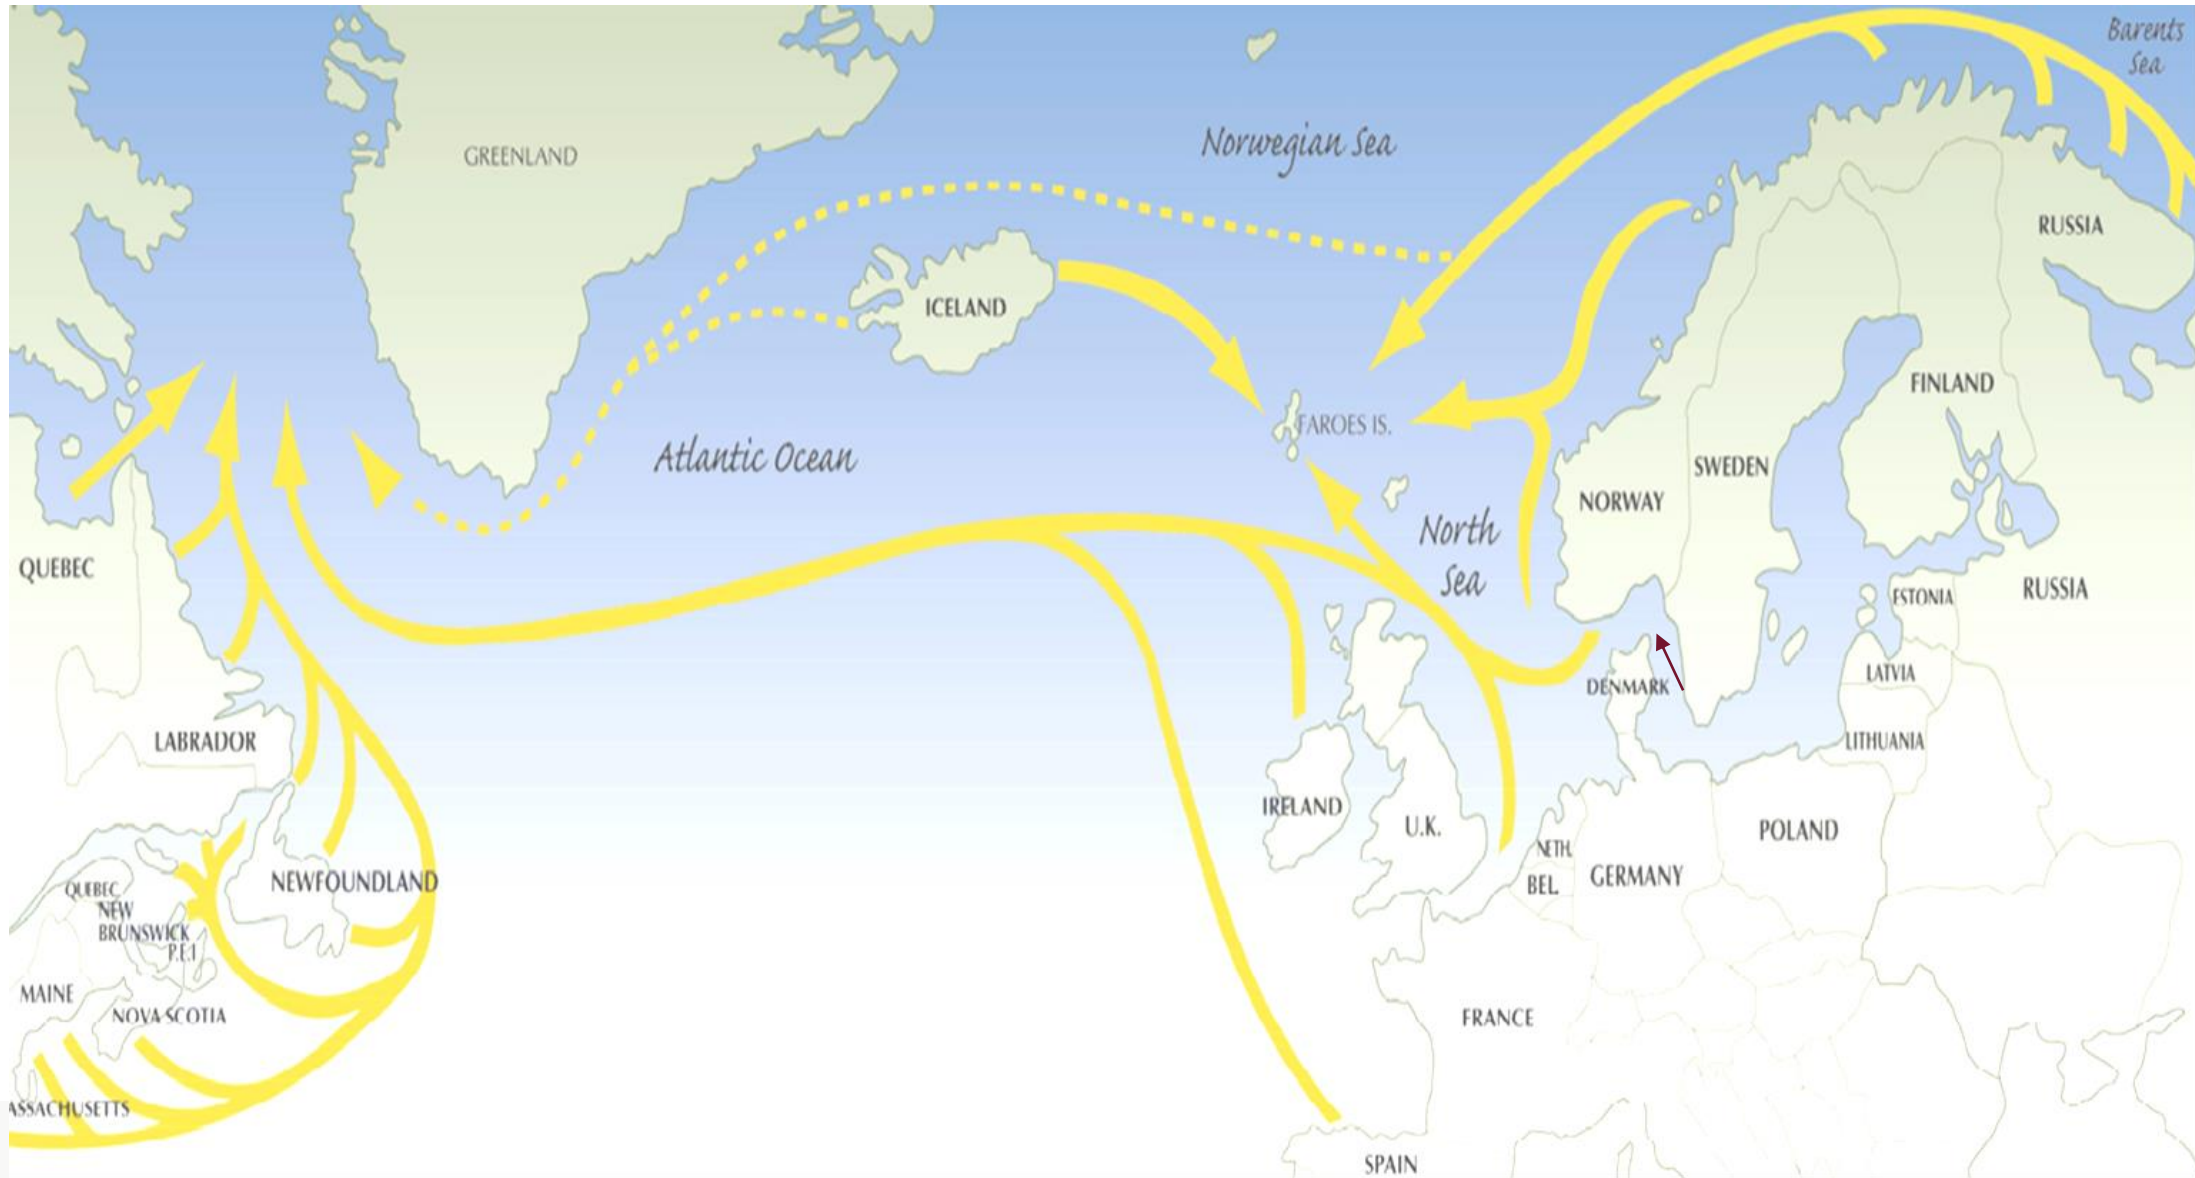 Barents
Sea
Norwegian Sea
GREENLAND
RUSSIA
ICELAND
FINLAND
FAROES IS.
Atlantic Ocean
SWEDEN
NORWAY
North
Sea
QUEBEC
RUSSIA
ESTONIA
LATVIA
DENMARK
LABRADOR
LITHUANIA
IRELAND
U.K.
POLAND
NETH.
GERMANY
BEL.
NEWFOUNDLAND
QUEBEC
NEW
BRUNSWICK
P.E.I
MAINE
NOVA SCOTIA
FRANCE
ASSACHUSETTS
SPAIN